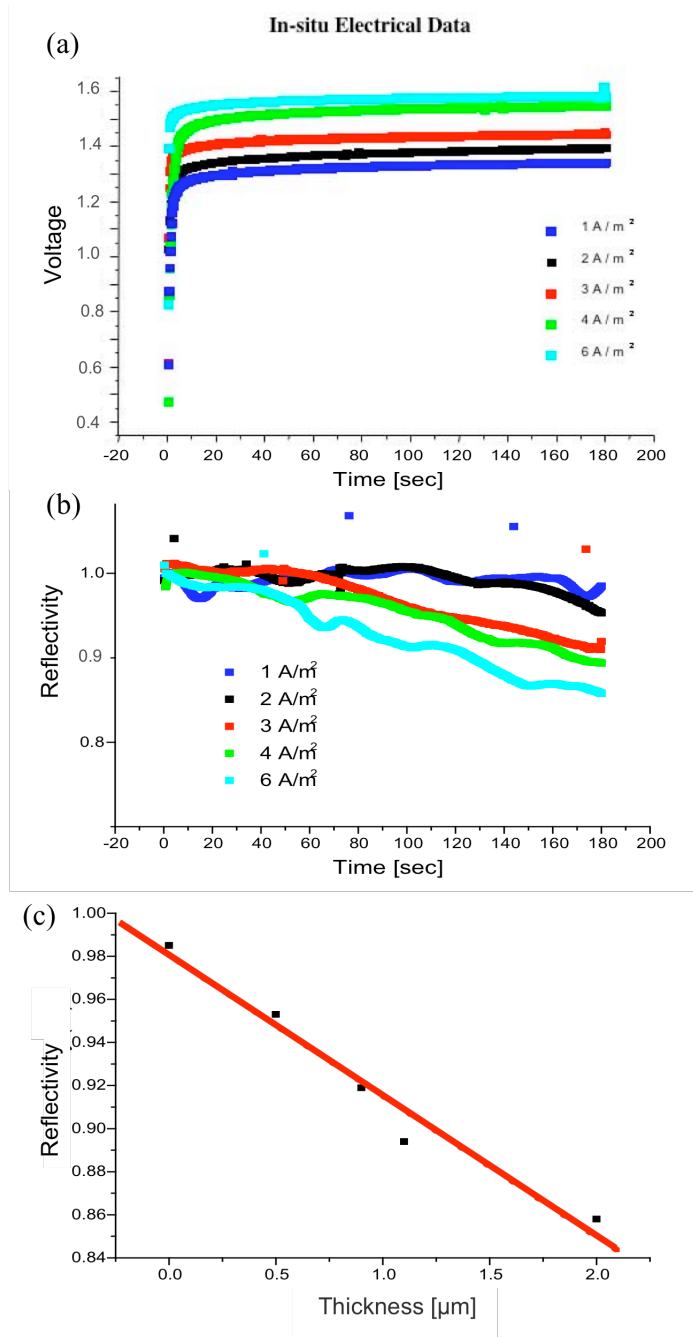 In-situ Electrical Data
(a)
1.6
1.4
1.2
1.0
0.8
0.6
0.4
Voltage
1 A / m ²
2 A / m ²
3 A / m ²
4 A / m ²
6 A / m ²
-20 0 20 40 60 80 100 120 140 160 180 200
Time [sec]
(b)
1.0
0.9
0.8
Reflectivity
1 A/m²
2 A/m²
3 A/m²
4 A/m²
6 A/m²
-20 0 20 40 60 80 100 120 140 160 180 200
Time [sec]
(c)
1.00
0.98
0.96
0.94
0.92
0.90
0.88
0.86
0.84
Reflectivity
0.0 0.5 1.0 1.5 2.0
Thickness [µm]